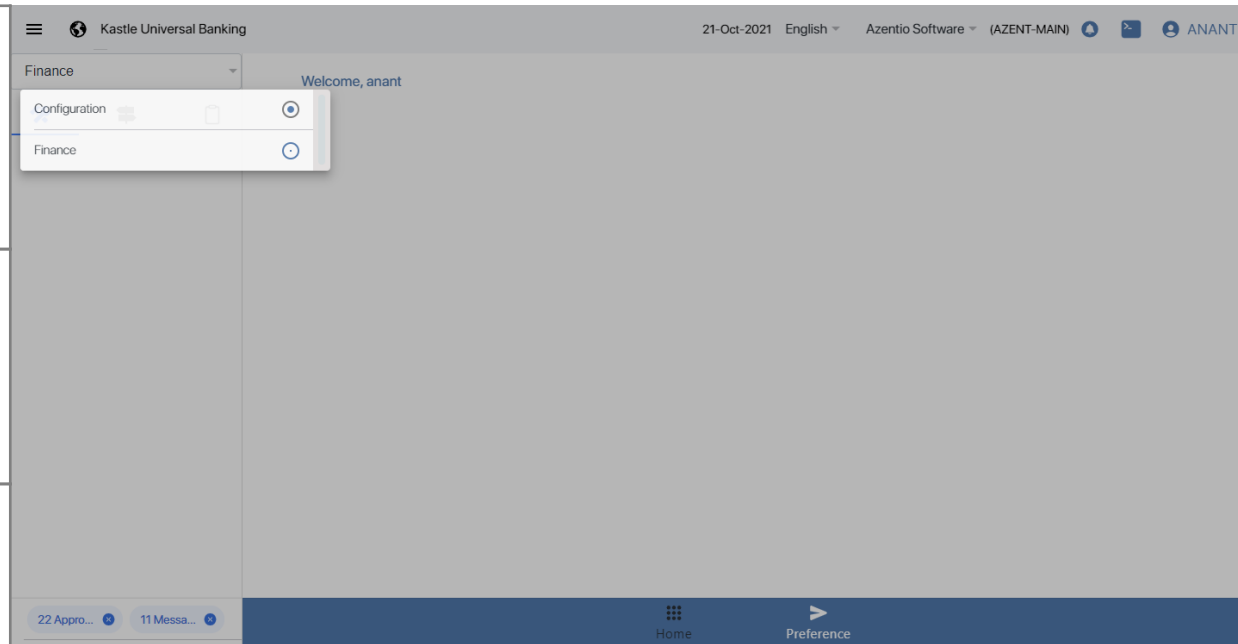 Kastle Universal Banking 21-Oct-2021 English Azentio Software (AZENT-MAIN) ANANT
Finance
Welcome, anant
Configuration
Finance
22 Appro... 11 Messa...
Home Preference